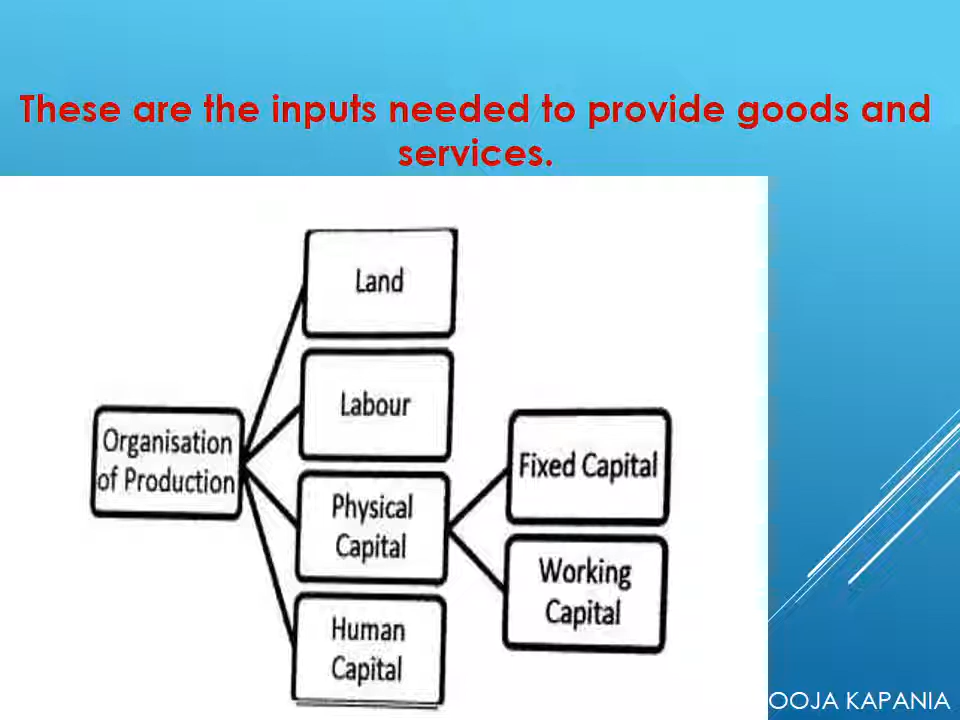 These are the inputs needed to provide goods and
services.
Land
Labour
Organisation
of Production
Physical
Capital
Human
Capital
Fixed Capital
Working
Capital
OOJA KAPANIA